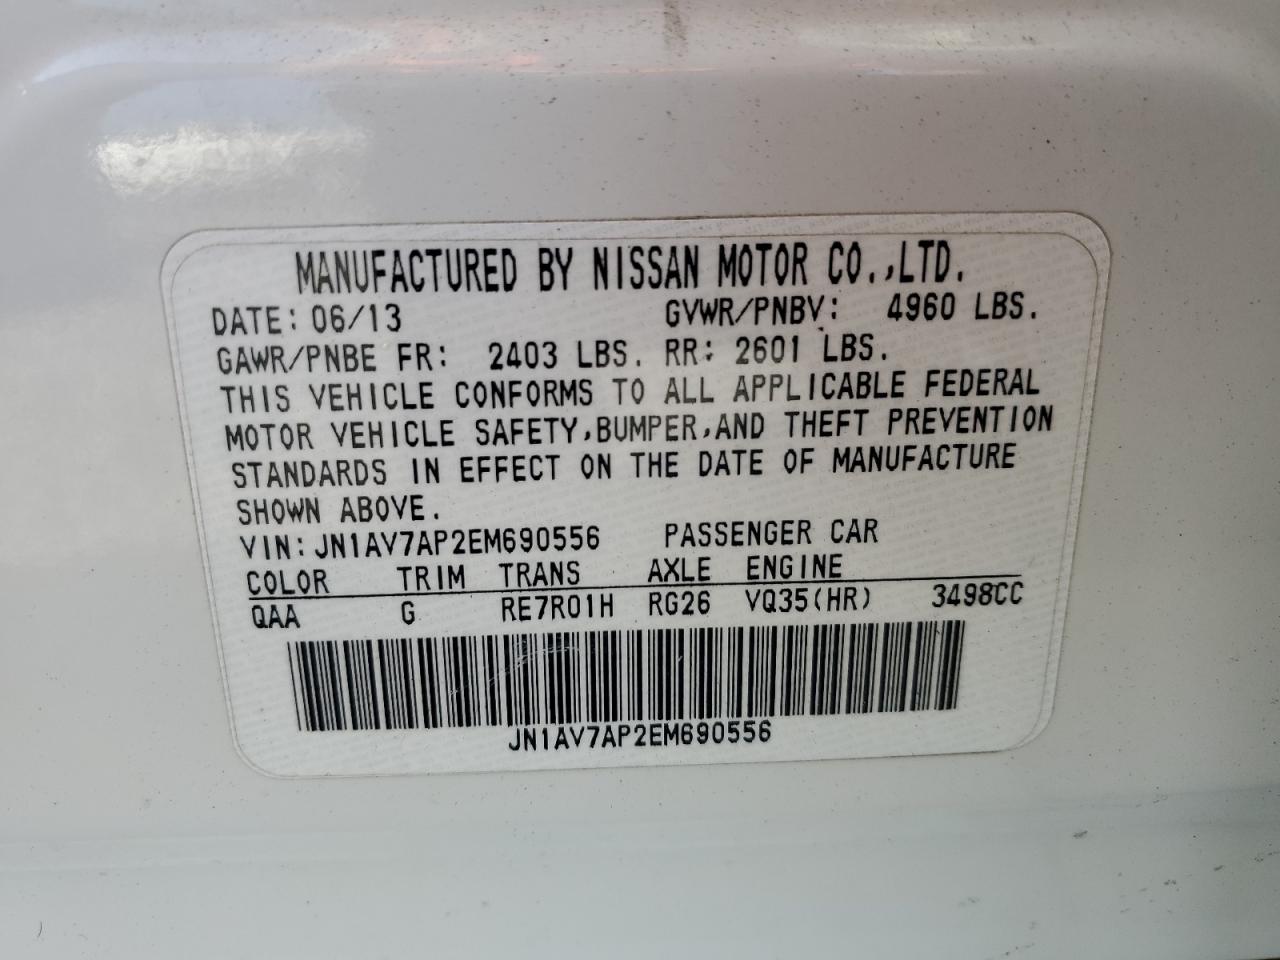 MANUFACTURED BY NISSAN MOTOR CO.,LTD.
DATE: 06/13 GVWR/PNBV: 4960 LBS.
GAWR/PNBE FR: 2403 LBS. RR: 2601 LBS.
THIS VEHICLE CONFORMS TO ALL APPLICABLE FEDERAL
MOTOR VEHICLE SAFETY,BUMPER,AND THEFT PREVENTION
STANDARDS IN EFFECT ON THE DATE OF MANUFACTURE
SHOWN ABOVE.
VIN: JN1AV7AP2EM690556 PASSENGER CAR
COLOR TRIM TRANS AXLE ENGINE
QAA G RE7R01H RG26 VQ35(HR) 3498CC
JN1AV7AP2EM690556